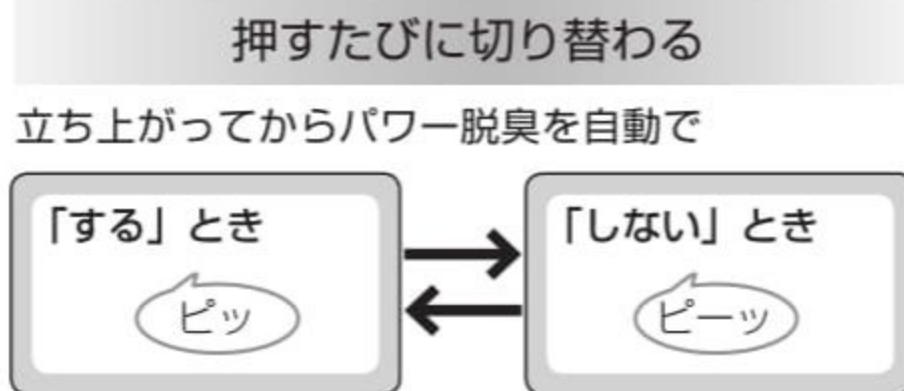 押すたびに切り替わる
立ち上がってからパワー脱臭を自動で
「する」とき
ピッ
「しない」とき
ピーッ